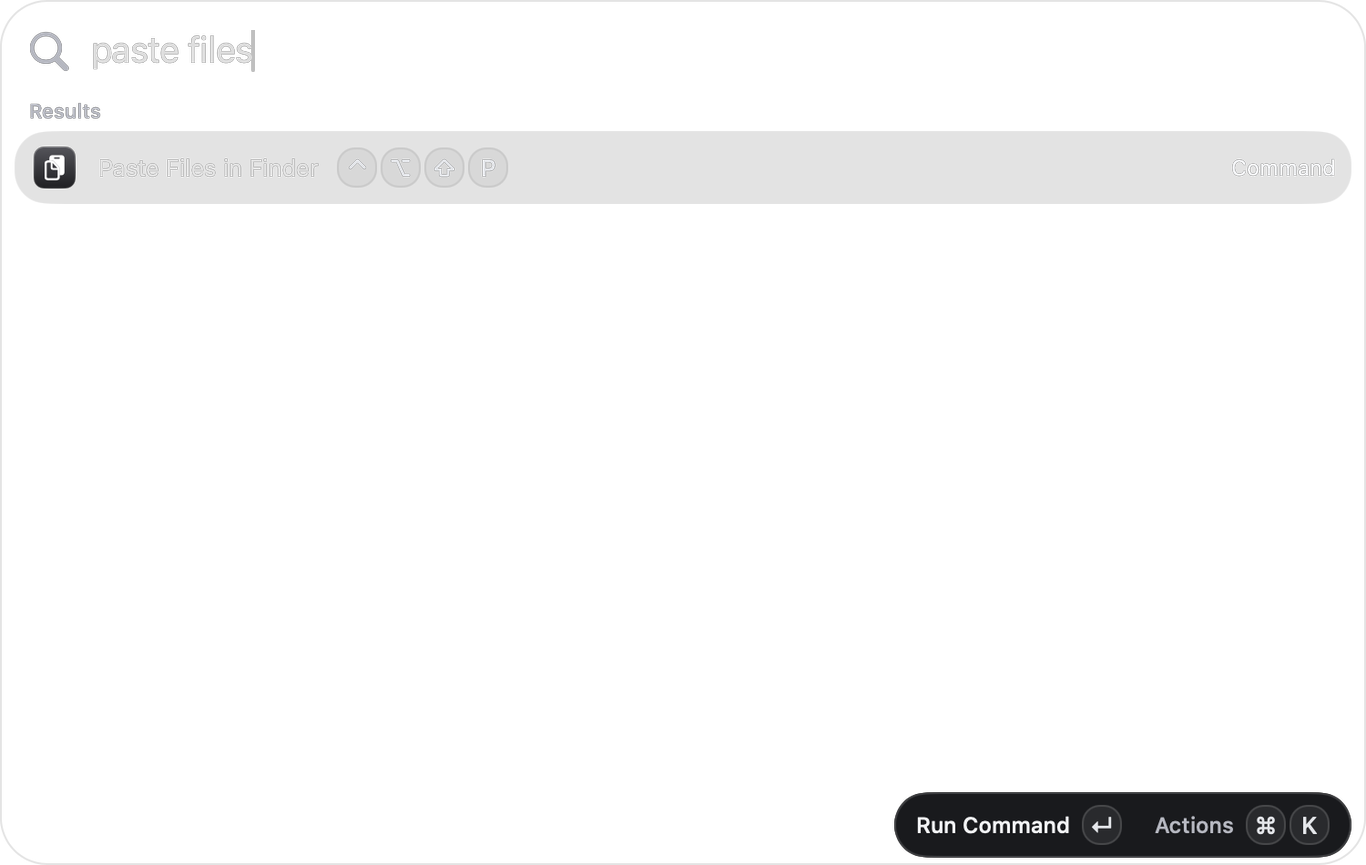 paste files
Results
Paste Files in Finder ^ ⌥ ⇧ P Command
Run Command ↵ Actions ⌘ K